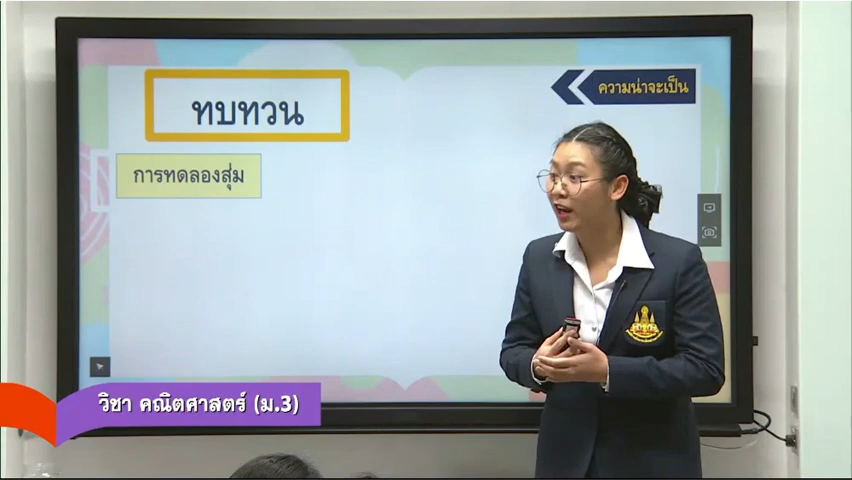 ทบทวน
ความน่าจะเป็น
การทดลองสุ่ม
วิชา คณิตศาสตร์ (ม.3)